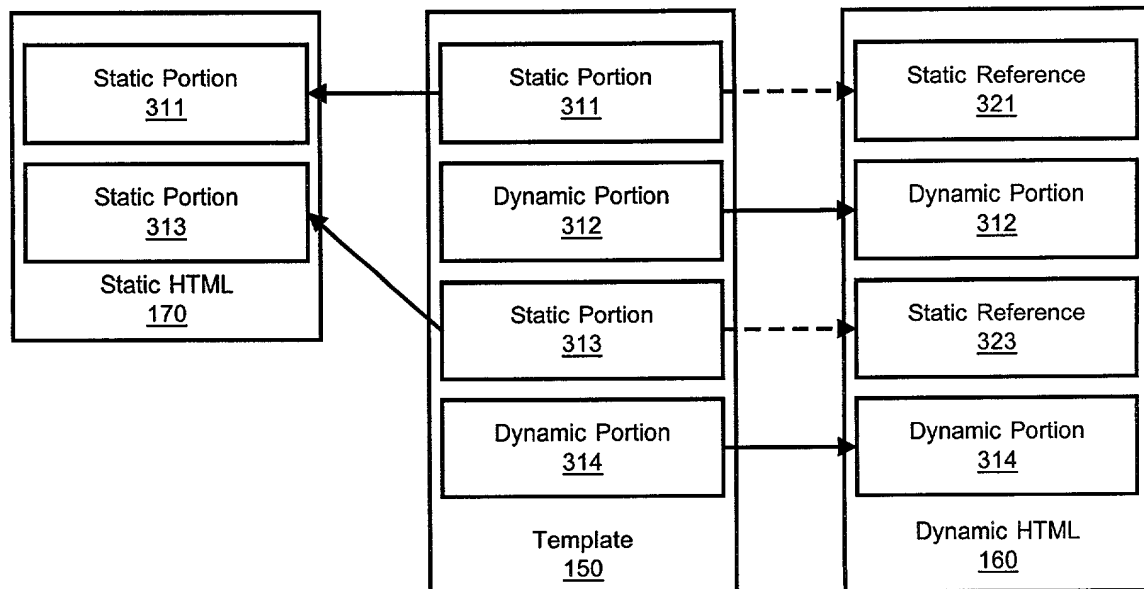 Static Portion
311
Static Portion
313
Static HTML
170
Static Portion
311
Dynamic Portion
312
Static Portion
313
Dynamic Portion
314
Template
150
Static Reference
321
Dynamic Portion
312
Static Reference
323
Dynamic Portion
314
Dynamic HTML
160